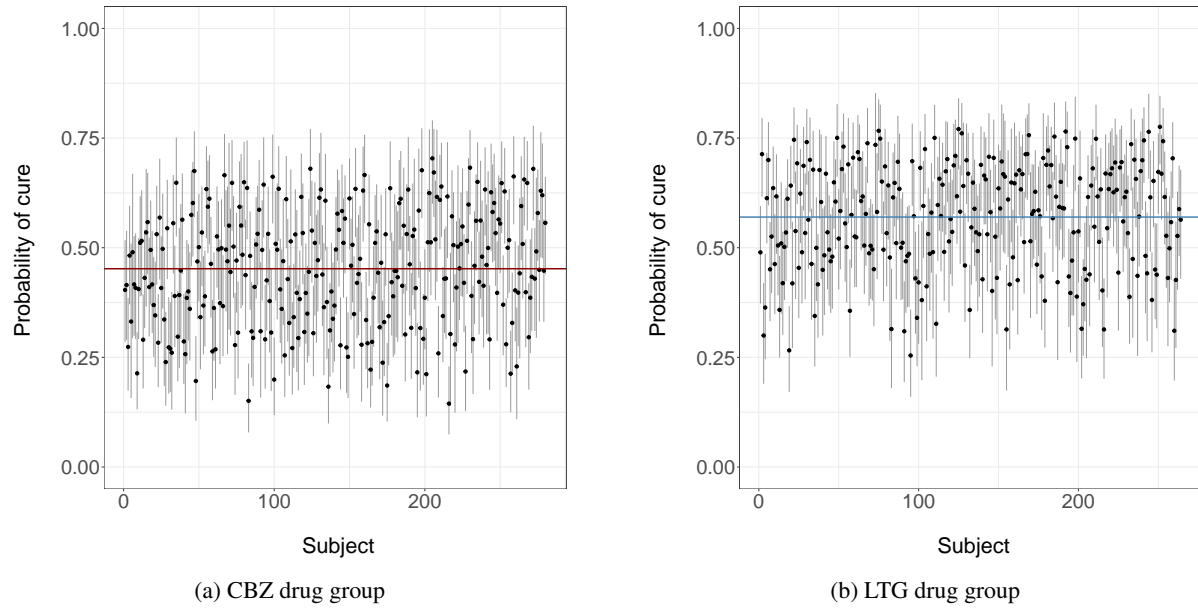 1.00
0.75
0.50
0.25
0.00
Probability of cure
0
100
200
Subject
(a) CBZ drug group
1.00
0.75
0.50
0.25
0.00
Probability of cure
0
100
200
Subject
(b) LTG drug group